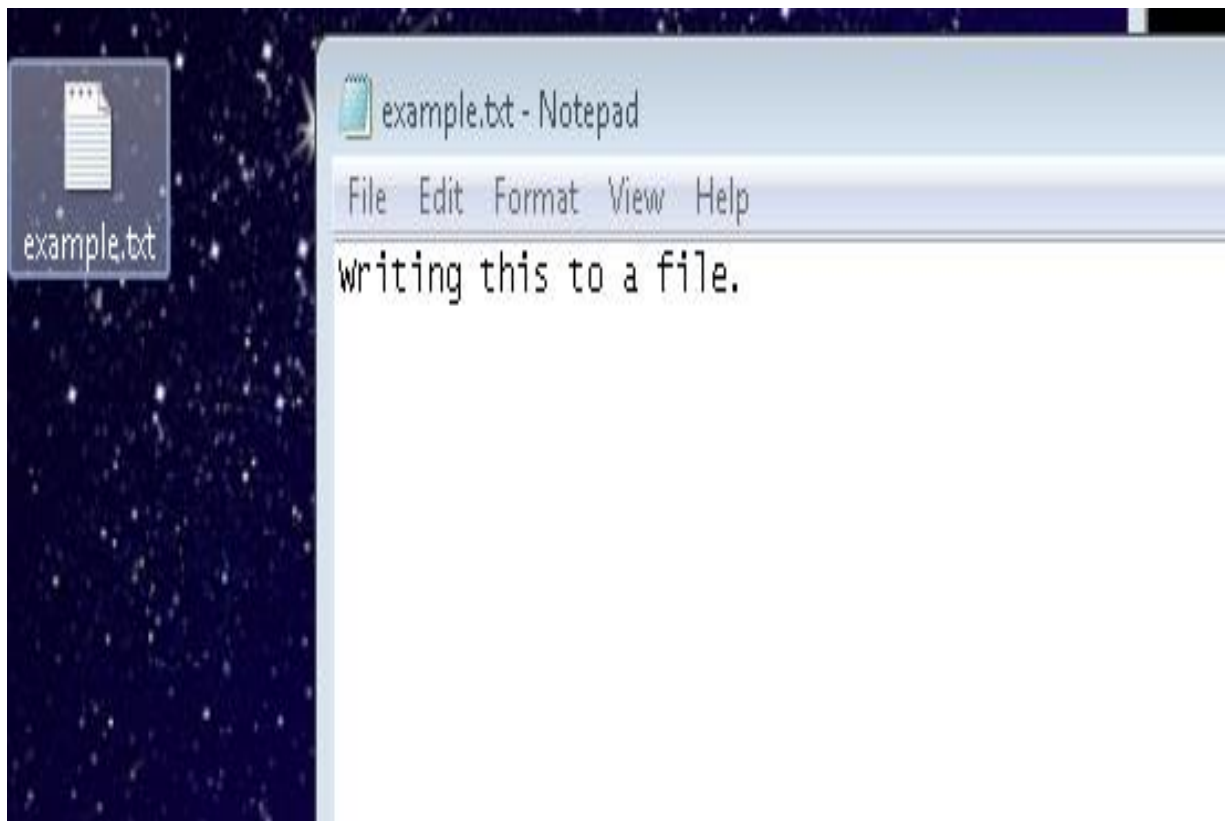 example.txt
example.txt - Notepad
File Edit Format View Help
Writing this to a file.